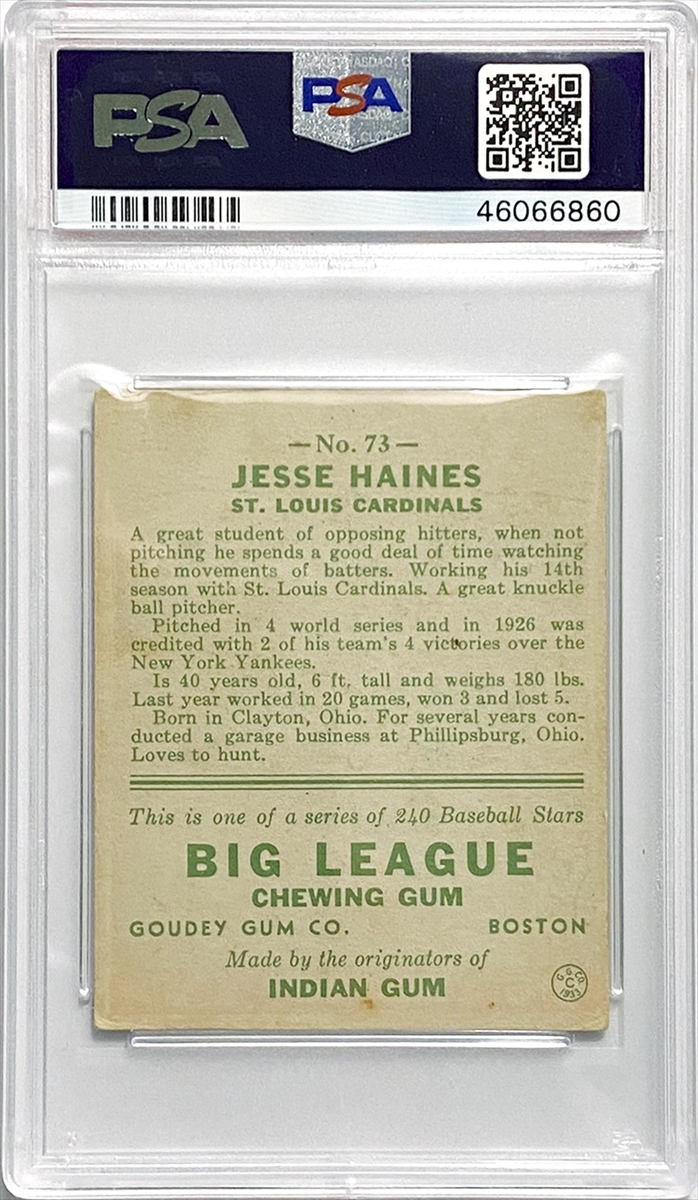 PSA
PSA
46066860
— No. 73 —
JESSE HAINES
ST. LOUIS CARDINALS
A great student of opposing hitters, when not
pitching he spends a good deal of time watching
the movements of batters. Working his 14th
season with St. Louis Cardinals. A great knuckle
ball pitcher.
Pitched in 4 world series and in 1926 was
credited with 2 of his team's 4 victories over the
New York Yankees.
Is 40 years old, 6 ft. tall and weighs 180 lbs.
Last year worked in 20 games, won 3 and lost 5.
Born in Clayton, Ohio. For several years con-
ducted a garage business at Phillipsburg, Ohio.
Loves to hunt.
This is one of a series of 240 Baseball Stars
BIG LEAGUE
CHEWING GUM
GOUDEY GUM CO. BOSTON
Made by the originators of
INDIAN GUM
G. G. CO.
C
1933